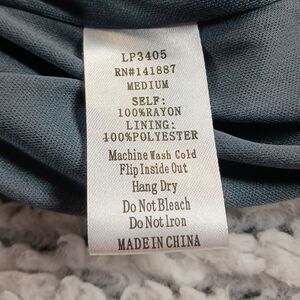 LP3405
RN#141887
MEDIUM
SELF:
100%RAYON
LINING:
100%POLYESTER
Machine Wash Cold
Flip Inside Out
Hang Dry
Do Not Bleach
Do Not Iron
MADE IN CHINA